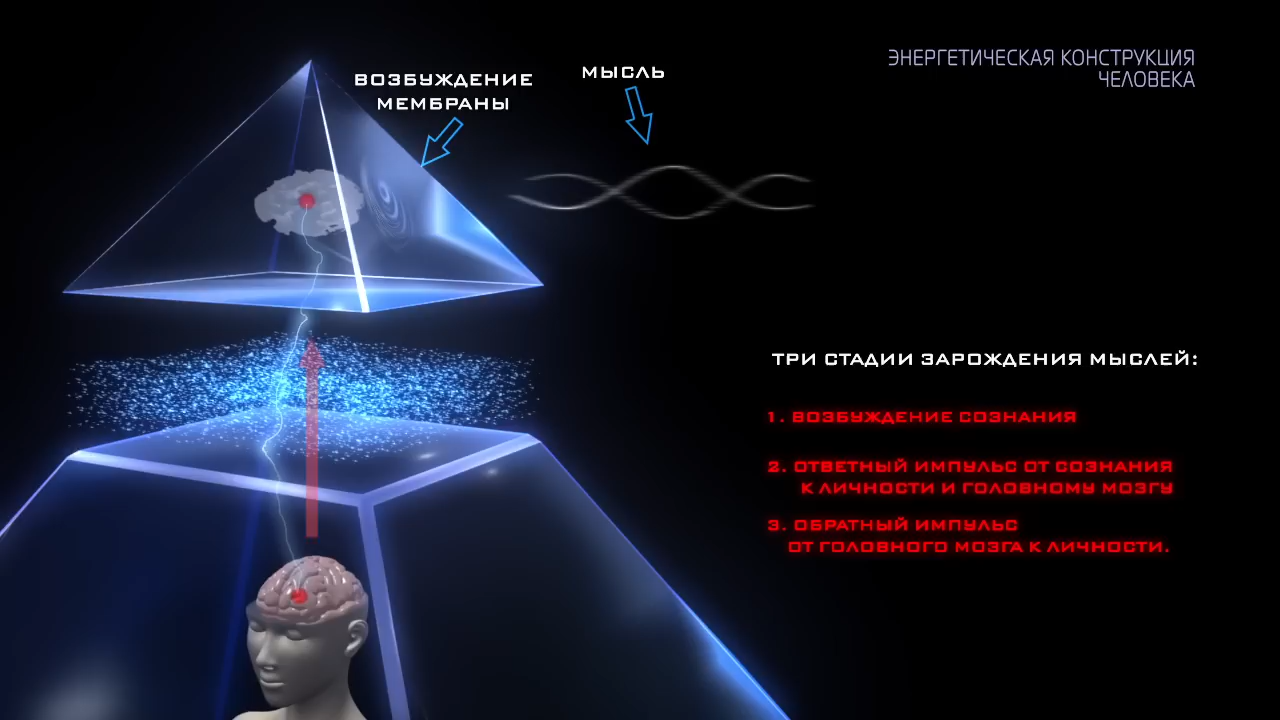 ЭНЕРГЕТИЧЕСКАЯ КОНСТРУКЦИЯ
ЧЕЛОВЕКА
ВОЗБУЖДЕНИЕ
МЕМБРАНЫ
МЫСЛЬ
ТРИ СТАДИИ ЗАРОЖДЕНИЯ МЫСЛЕЙ:
1. ВОЗБУЖДЕНИЕ СОЗНАНИЯ
2. ОТВЕТНЫЙ ИМПУЛЬС ОТ СОЗНАНИЯ
К ЛИЧНОСТИ И ГОЛОВНОМУ МОЗГУ
3. ОБРАТНЫЙ ИМПУЛЬС
ОТ ГОЛОВНОГО МОЗГА К ЛИЧНОСТИ.